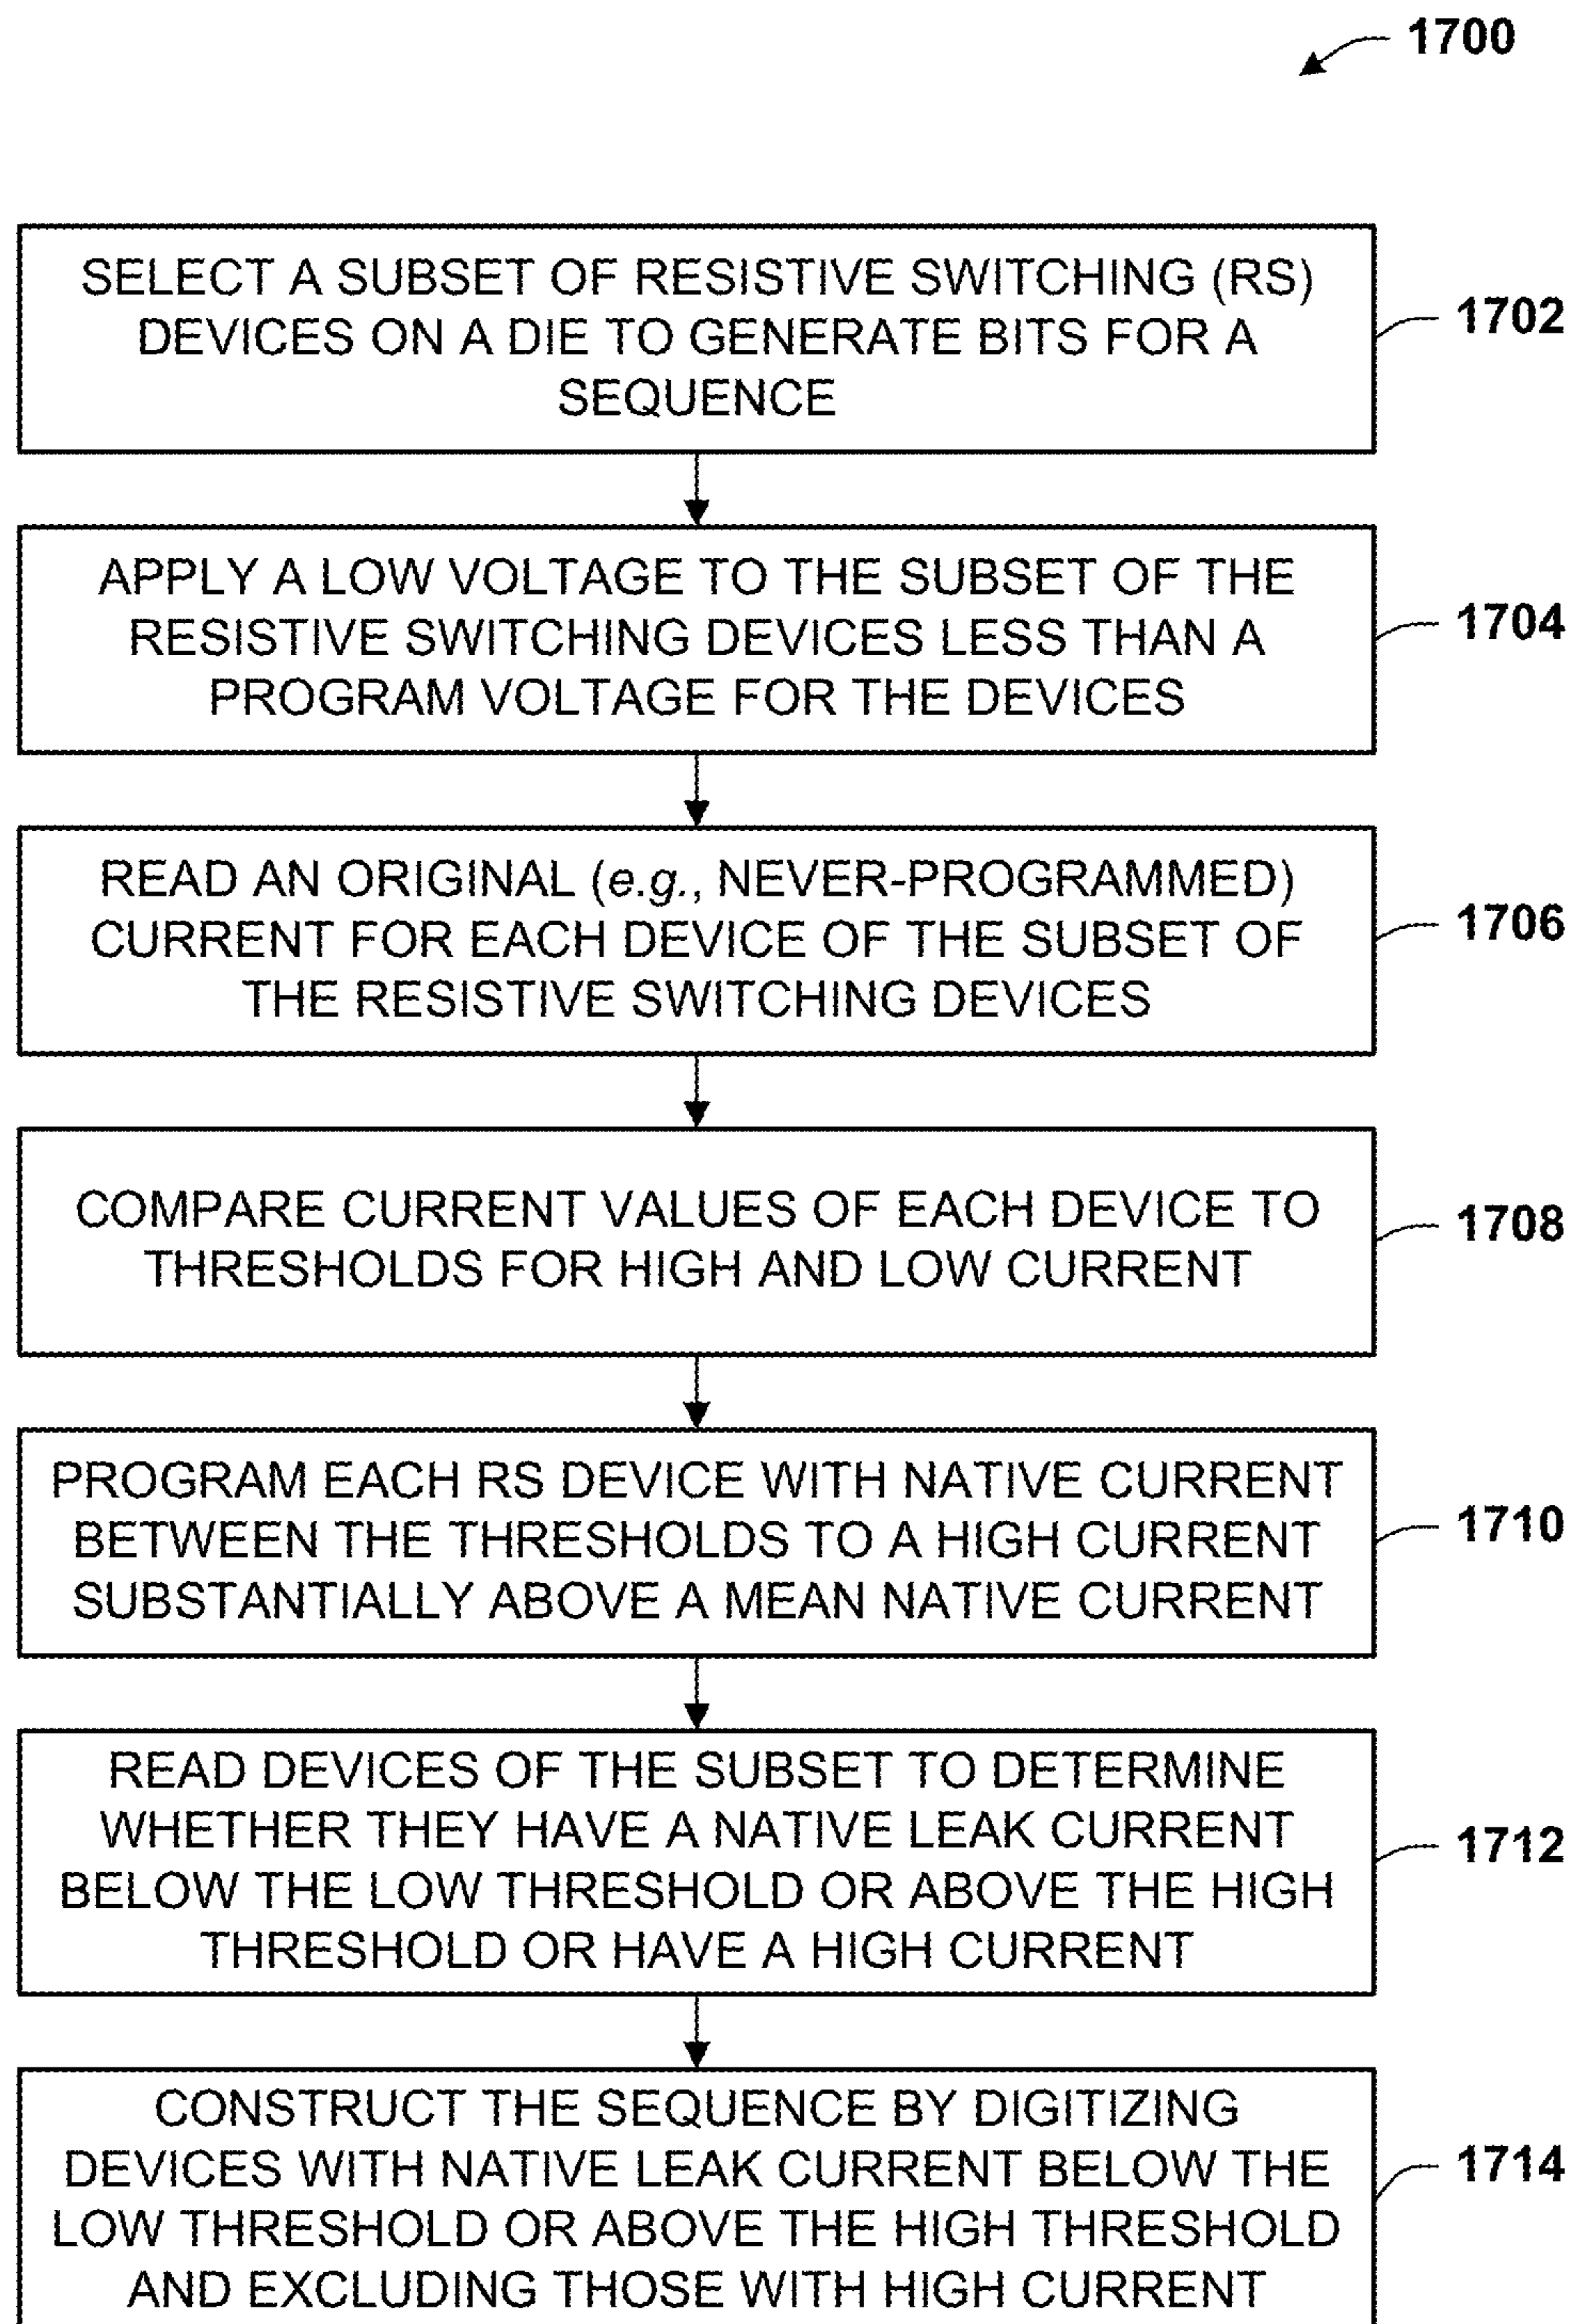 1700
SELECT A SUBSET OF RESISTIVE SWITCHING (RS)
DEVICES ON A DIE TO GENERATE BITS FOR A
SEQUENCE
1702
APPLY A LOW VOLTAGE TO THE SUBSET OF THE
RESISTIVE SWITCHING DEVICES LESS THAN A
PROGRAM VOLTAGE FOR THE DEVICES
1704
READ AN ORIGINAL (e.g., NEVER-PROGRAMMED)
CURRENT FOR EACH DEVICE OF THE SUBSET OF
THE RESISTIVE SWITCHING DEVICES
1706
COMPARE CURRENT VALUES OF EACH DEVICE TO
THRESHOLDS FOR HIGH AND LOW CURRENT
1708
PROGRAM EACH RS DEVICE WITH NATIVE CURRENT
BETWEEN THE THRESHOLDS TO A HIGH CURRENT
SUBSTANTIALLY ABOVE A MEAN NATIVE CURRENT
1710
READ DEVICES OF THE SUBSET TO DETERMINE
WHETHER THEY HAVE A NATIVE LEAK CURRENT
BELOW THE LOW THRESHOLD OR ABOVE THE HIGH
THRESHOLD OR HAVE A HIGH CURRENT
1712
CONSTRUCT THE SEQUENCE BY DIGITIZING
DEVICES WITH NATIVE LEAK CURRENT BELOW THE
LOW THRESHOLD OR ABOVE THE HIGH THRESHOLD
AND EXCLUDING THOSE WITH HIGH CURRENT
1714